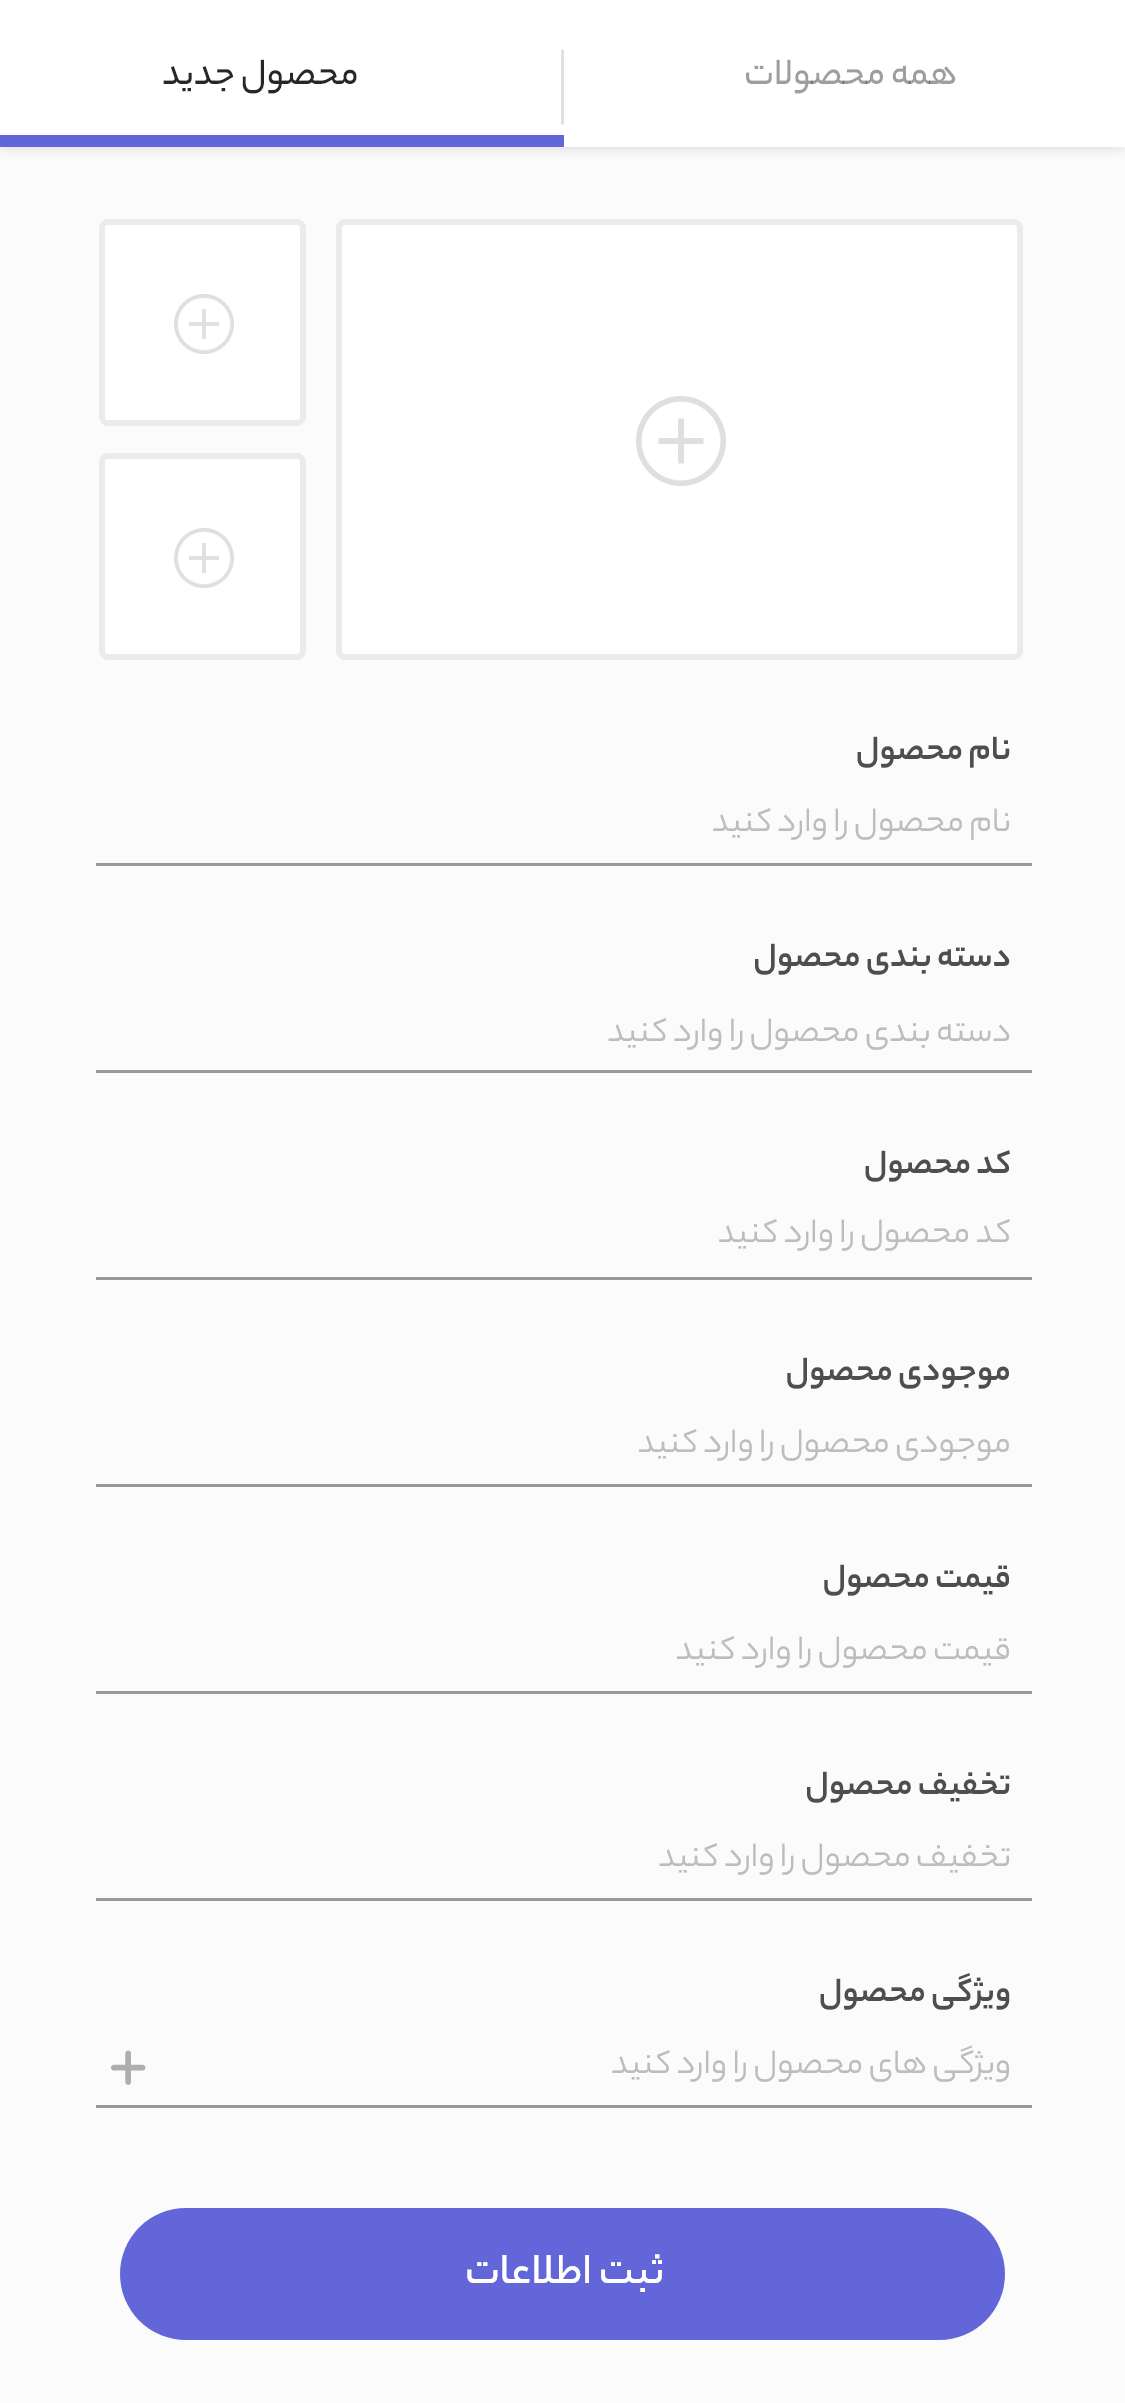 همه محصولات
محصول جدید
نام محصول
نام محصول را وارد کنید
دسته بندی محصول
دسته بندی محصول را وارد کنید
کد محصول
کد محصول را وارد کنید
موجودی محصول
موجودی محصول را وارد کنید
قیمت محصول
قیمت محصول را وارد کنید
تخفیف محصول
تخفیف محصول را وارد کنید
ویژگی محصول
ویژگی های محصول را وارد کنید
ثبت اطلاعات